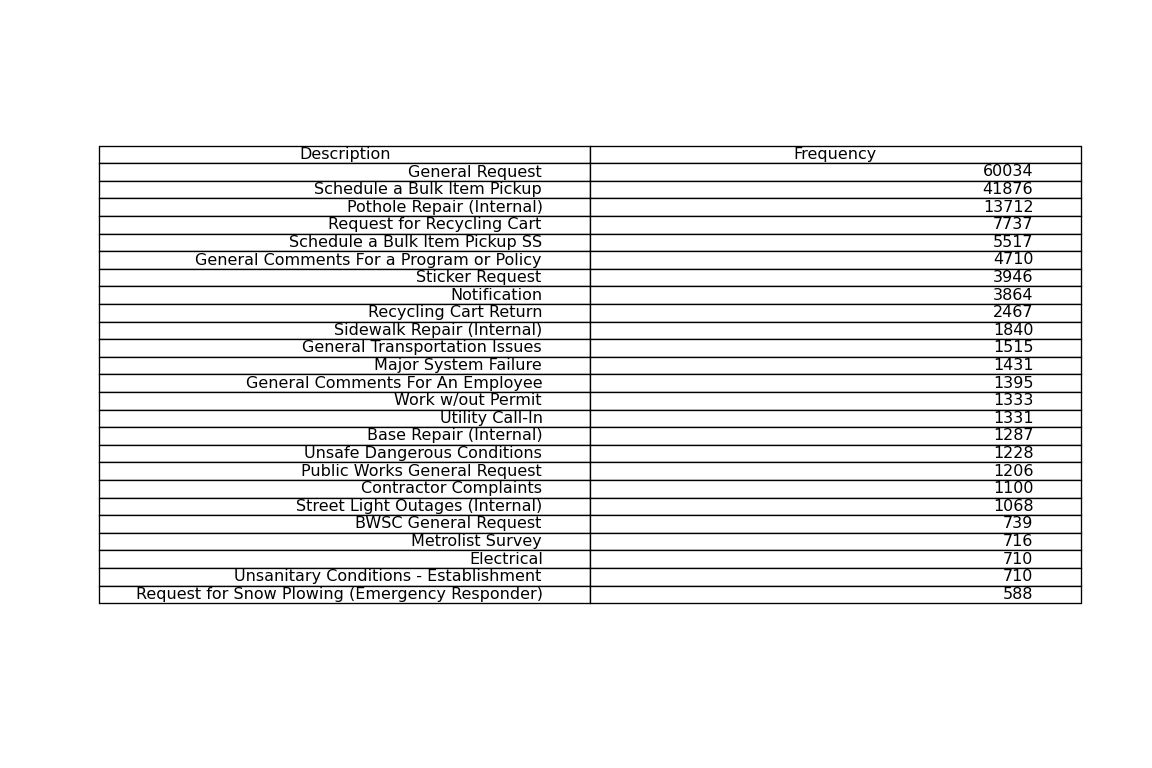 Description Frequency
General Request 60034
Schedule a Bulk Item Pickup 41876
Pothole Repair (Internal) 13712
Request for Recycling Cart 7737
Schedule a Bulk Item Pickup SS 5517
General Comments For a Program or Policy 4710
Sticker Request 3946
Notification 3864
Recycling Cart Return 2467
Sidewalk Repair (Internal) 1840
General Transportation Issues 1515
Major System Failure 1431
General Comments For An Employee 1395
Work w/out Permit 1333
Utility Call-In 1331
Base Repair (Internal) 1287
Unsafe Dangerous Conditions 1228
Public Works General Request 1206
Contractor Complaints 1100
Street Light Outages (Internal) 1068
BWSC General Request 739
Metrolist Survey 716
Electrical 710
Unsanitary Conditions - Establishment 710
Request for Snow Plowing (Emergency Responder) 588